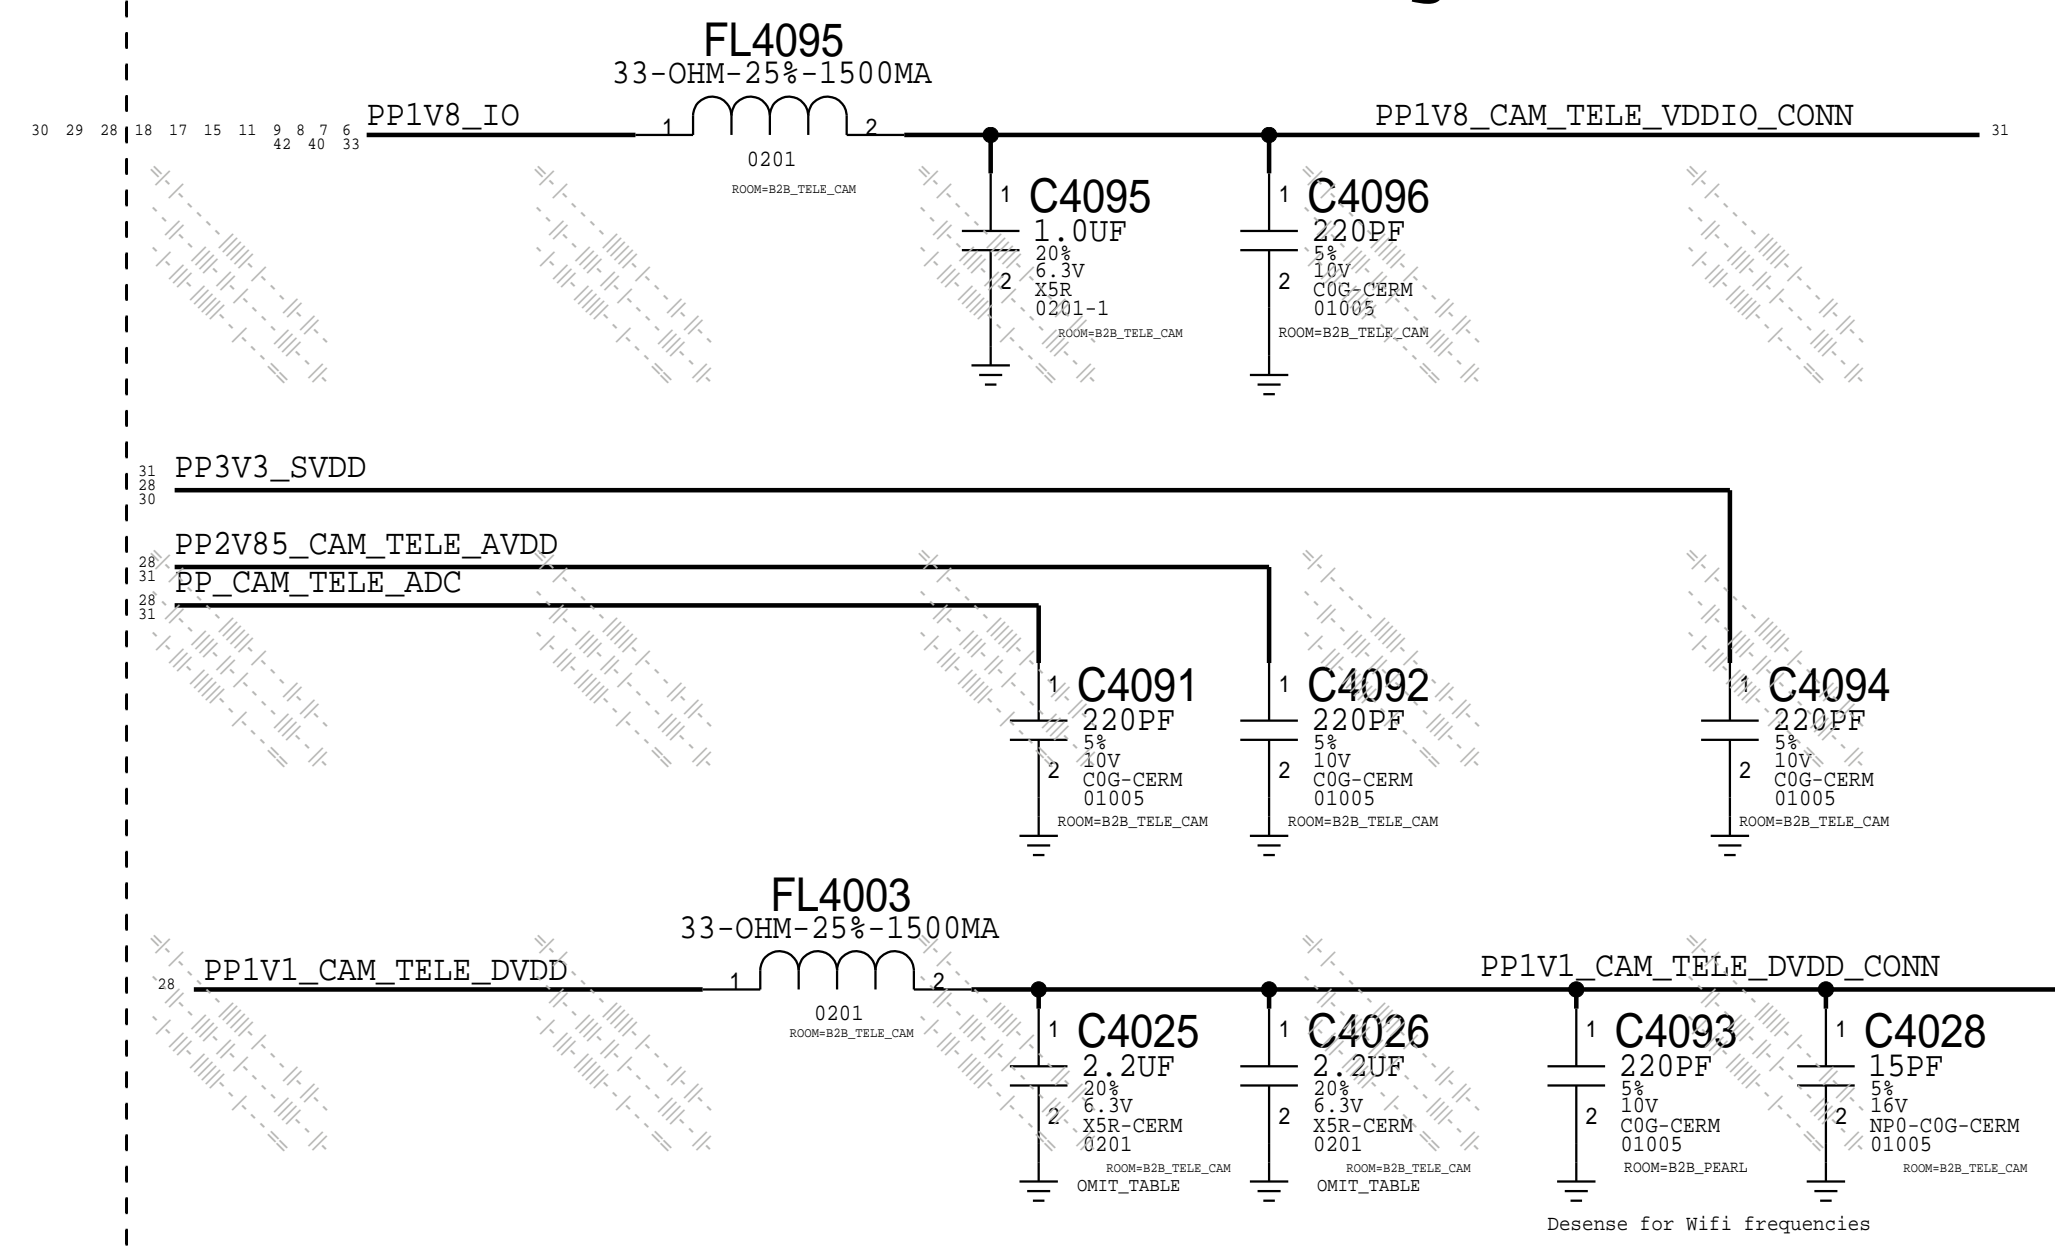 FL4095
33-OHM-25%-1500MA
30 29 28 18 17 15 11 9 8 7 6
42 40 33
PP1V8_IO
1
2
0201
ROOM=B2B_TELE_CAM
PP1V8_CAM_TELE_VDDIO_CONN
31
1
C4095
1.0UF
20%
6.3V
2
X5R
0201-1
ROOM=B2B_TELE_CAM
1
C4096
220PF
5%
10V
2
C0G-CERM
01005
ROOM=B2B_TELE_CAM
31
28
30
PP3V3_SVDD
PP2V85_CAM_TELE_AVDD
28
31
PP_CAM_TELE_ADC
28
31
1
C4091
220PF
5%
10V
2
C0G-CERM
01005
ROOM=B2B_TELE_CAM
1
C4092
220PF
5%
10V
2
C0G-CERM
01005
ROOM=B2B_TELE_CAM
1
C4094
220PF
5%
10V
2
C0G-CERM
01005
ROOM=B2B_TELE_CAM
FL4003
33-OHM-25%-1500MA
28
PP1V1_CAM_TELE_DVDD
1
2
0201
ROOM=B2B_TELE_CAM
PP1V1_CAM_TELE_DVDD_CONN
1
C4025
2.2UF
20%
6.3V
2
X5R-CERM
0201
ROOM=B2B_TELE_CAM
OMIT_TABLE
1
C4026
2.2UF
20%
6.3V
2
X5R-CERM
0201
ROOM=B2B_TELE_CAM
OMIT_TABLE
1
C4093
220PF
5%
10V
2
C0G-CERM
01005
ROOM=B2B_PEARL
1
C4028
15PF
5%
16V
2
NP0-C0G-CERM
01005
ROOM=B2B_TELE_CAM
Desense for Wifi frequencies